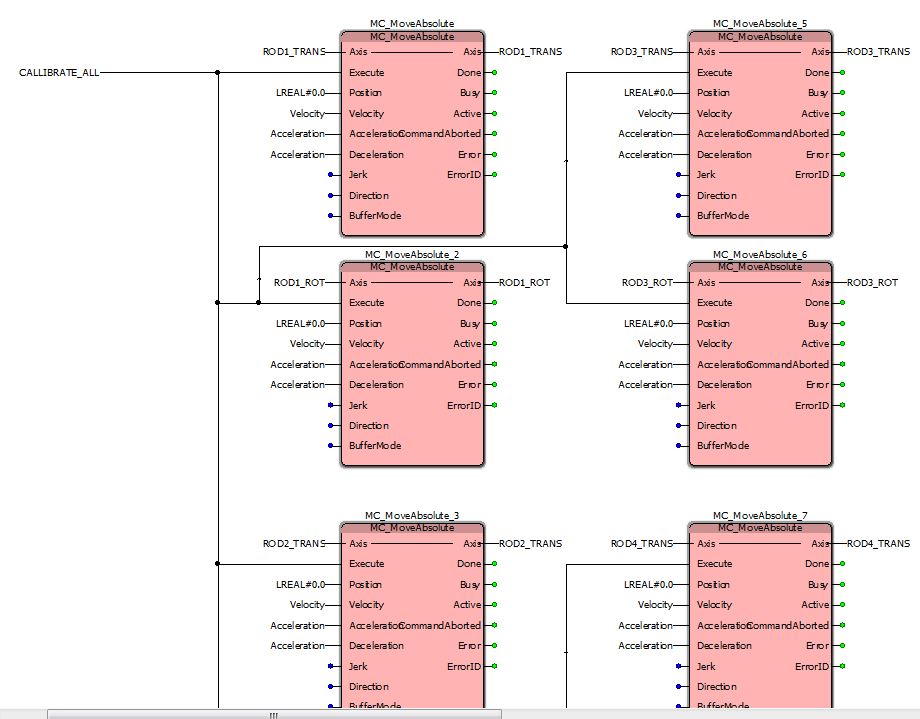 MC_MoveAbsolute
MC_MoveAbsolute
ROD1_TRANS Axis Axis ROD1_TRANS
CALLIBRATE_ALL Execute Done
LREAL#0.0 Position Busy
Velocity Velocity Active
Acceleration Acceleration CommandAborted
Acceleration Deceleration Error
Jerk ErrorID
Direction
BufferMode
MC_MoveAbsolute_5
MC_MoveAbsolute
ROD3_TRANS Axis Axis ROD3_TRANS
Execute Done
LREAL#0.0 Position Busy
Velocity Velocity Active
Acceleration Acceleration CommandAborted
Acceleration Deceleration Error
Jerk ErrorID
Direction
BufferMode
MC_MoveAbsolute_2
MC_MoveAbsolute
ROD1_ROT Axis Axis ROD1_ROT
Execute Done
LREAL#0.0 Position Busy
Velocity Velocity Active
Acceleration Acceleration CommandAborted
Acceleration Deceleration Error
Jerk ErrorID
Direction
BufferMode
MC_MoveAbsolute_6
MC_MoveAbsolute
ROD3_ROT Axis Axis ROD3_ROT
Execute Done
LREAL#0.0 Position Busy
Velocity Velocity Active
Acceleration Acceleration CommandAborted
Acceleration Deceleration Error
Jerk ErrorID
Direction
BufferMode
MC_MoveAbsolute_3
MC_MoveAbsolute
ROD2_TRANS Axis Axis ROD2_TRANS
Execute Done
LREAL#0.0 Position Busy
Velocity Velocity Active
Acceleration Acceleration CommandAborted
Acceleration Deceleration Error
Jerk ErrorID
Direction
BufferMode
MC_MoveAbsolute_7
MC_MoveAbsolute
ROD4_TRANS Axis Axis ROD4_TRANS
Execute Done
LREAL#0.0 Position Busy
Velocity Velocity Active
Acceleration Acceleration CommandAborted
Acceleration Deceleration Error
Jerk ErrorID
Direction
BufferMode